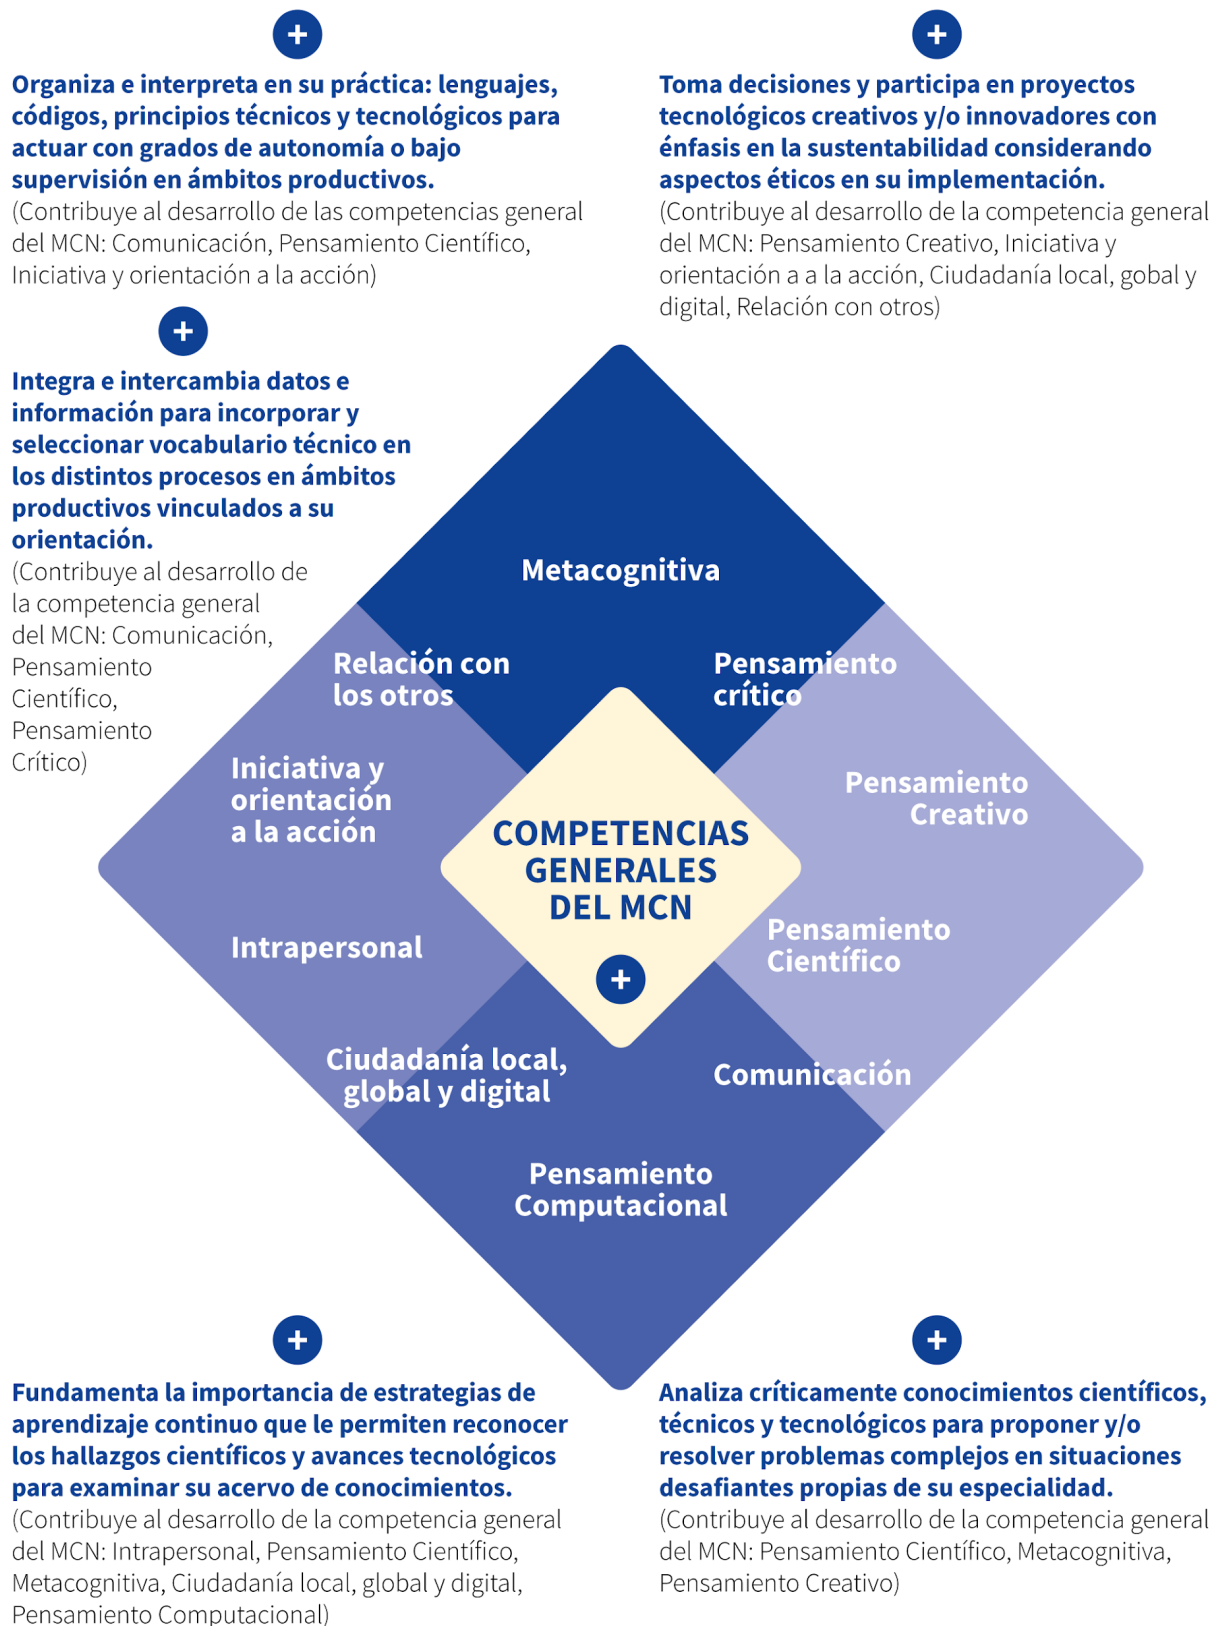 +
Organiza e interpreta en su práctica: lenguajes,
códigos, principios técnicos y tecnológicos para
actuar con grados de autonomía o bajo
supervisión en ámbitos productivos.
(Contribuye al desarrollo de las competencias general
del MCN: Comunicación, Pensamiento Científico,
Iniciativa y orientación a la acción)
+
Toma decisiones y participa en proyectos
tecnológicos creativos y/o innovadores con
énfasis en la sustentabilidad considerando
aspectos éticos en su implementación.
(Contribuye al desarrollo de la competencia general
del MCN: Pensamiento Creativo, Iniciativa y
orientación a a la acción, Ciudadanía local, gobal y
digital, Relación con otros)
+
Integra e intercambia datos e
información para incorporar y
seleccionar vocabulario técnico en
los distintos procesos en ámbitos
productivos vinculados a su
orientación.
(Contribuye al desarrollo de
la competencia general
del MCN: Comunicación,
Pensamiento
Científico,
Pensamiento
Crítico)
Metacognitiva
Relación con
los otros
Pensamiento
crítico
Iniciativa y
orientación
a la acción
Pensamiento
Creativo
COMPETENCIAS
GENERALES
DEL MCN
+
Intrapersonal
Pensamiento
Científico
Ciudadanía local,
global y digital
Comunicación
Pensamiento
Computacional
+
Fundamenta la importancia de estrategias de
aprendizaje continuo que le permiten reconocer
los hallazgos científicos y avances tecnológicos
para examinar su acervo de conocimientos.
(Contribuye al desarrollo de la competencia general
del MCN: Intrapersonal, Pensamiento Científico,
Metacognitiva, Ciudadanía local, global y digital,
Pensamiento Computacional)
+
Analiza críticamente conocimientos científicos,
técnicos y tecnológicos para proponer y/o
resolver problemas complejos en situaciones
desafiantes propias de su especialidad.
(Contribuye al desarrollo de la competencia general
del MCN: Pensamiento Científico, Metacognitiva,
Pensamiento Creativo)